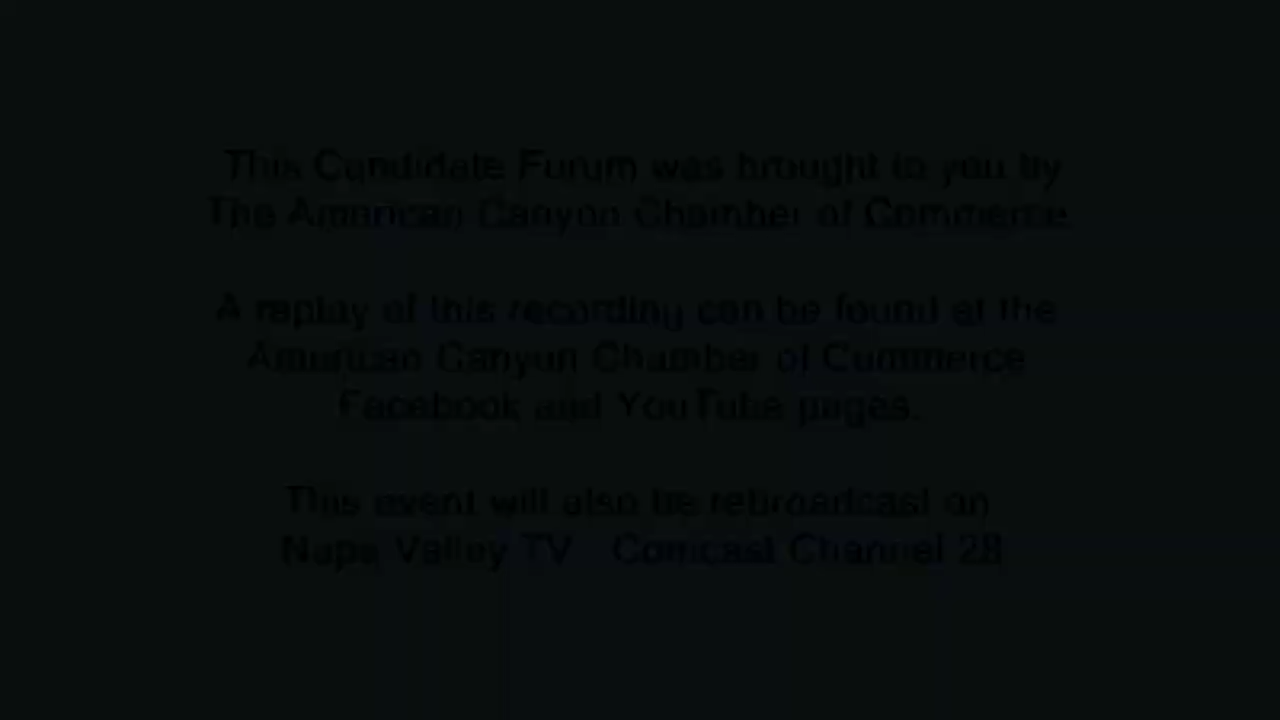 This Candidate Forum was brought to you by
The American Canyon Chamber of Commerce.
A replay of this recording can be found at the
American Canyon Chamber of Commerce
Facebook and YouTube pages.
This event will also be rebroadcast on
Napa Valley TV Comcast Channel 28